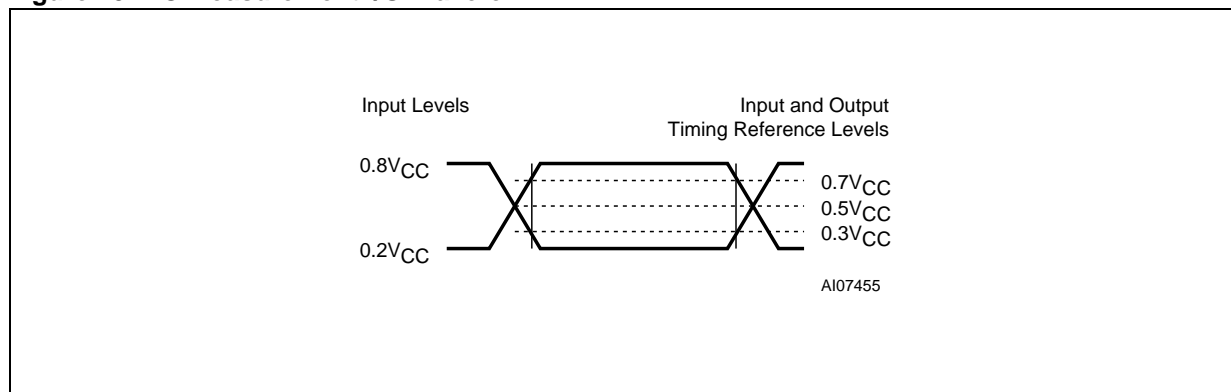 Input Levels
Input and Output
Timing Reference Levels
0.8VCC
0.7VCC
0.5VCC
0.3VCC
0.2VCC
AI07455